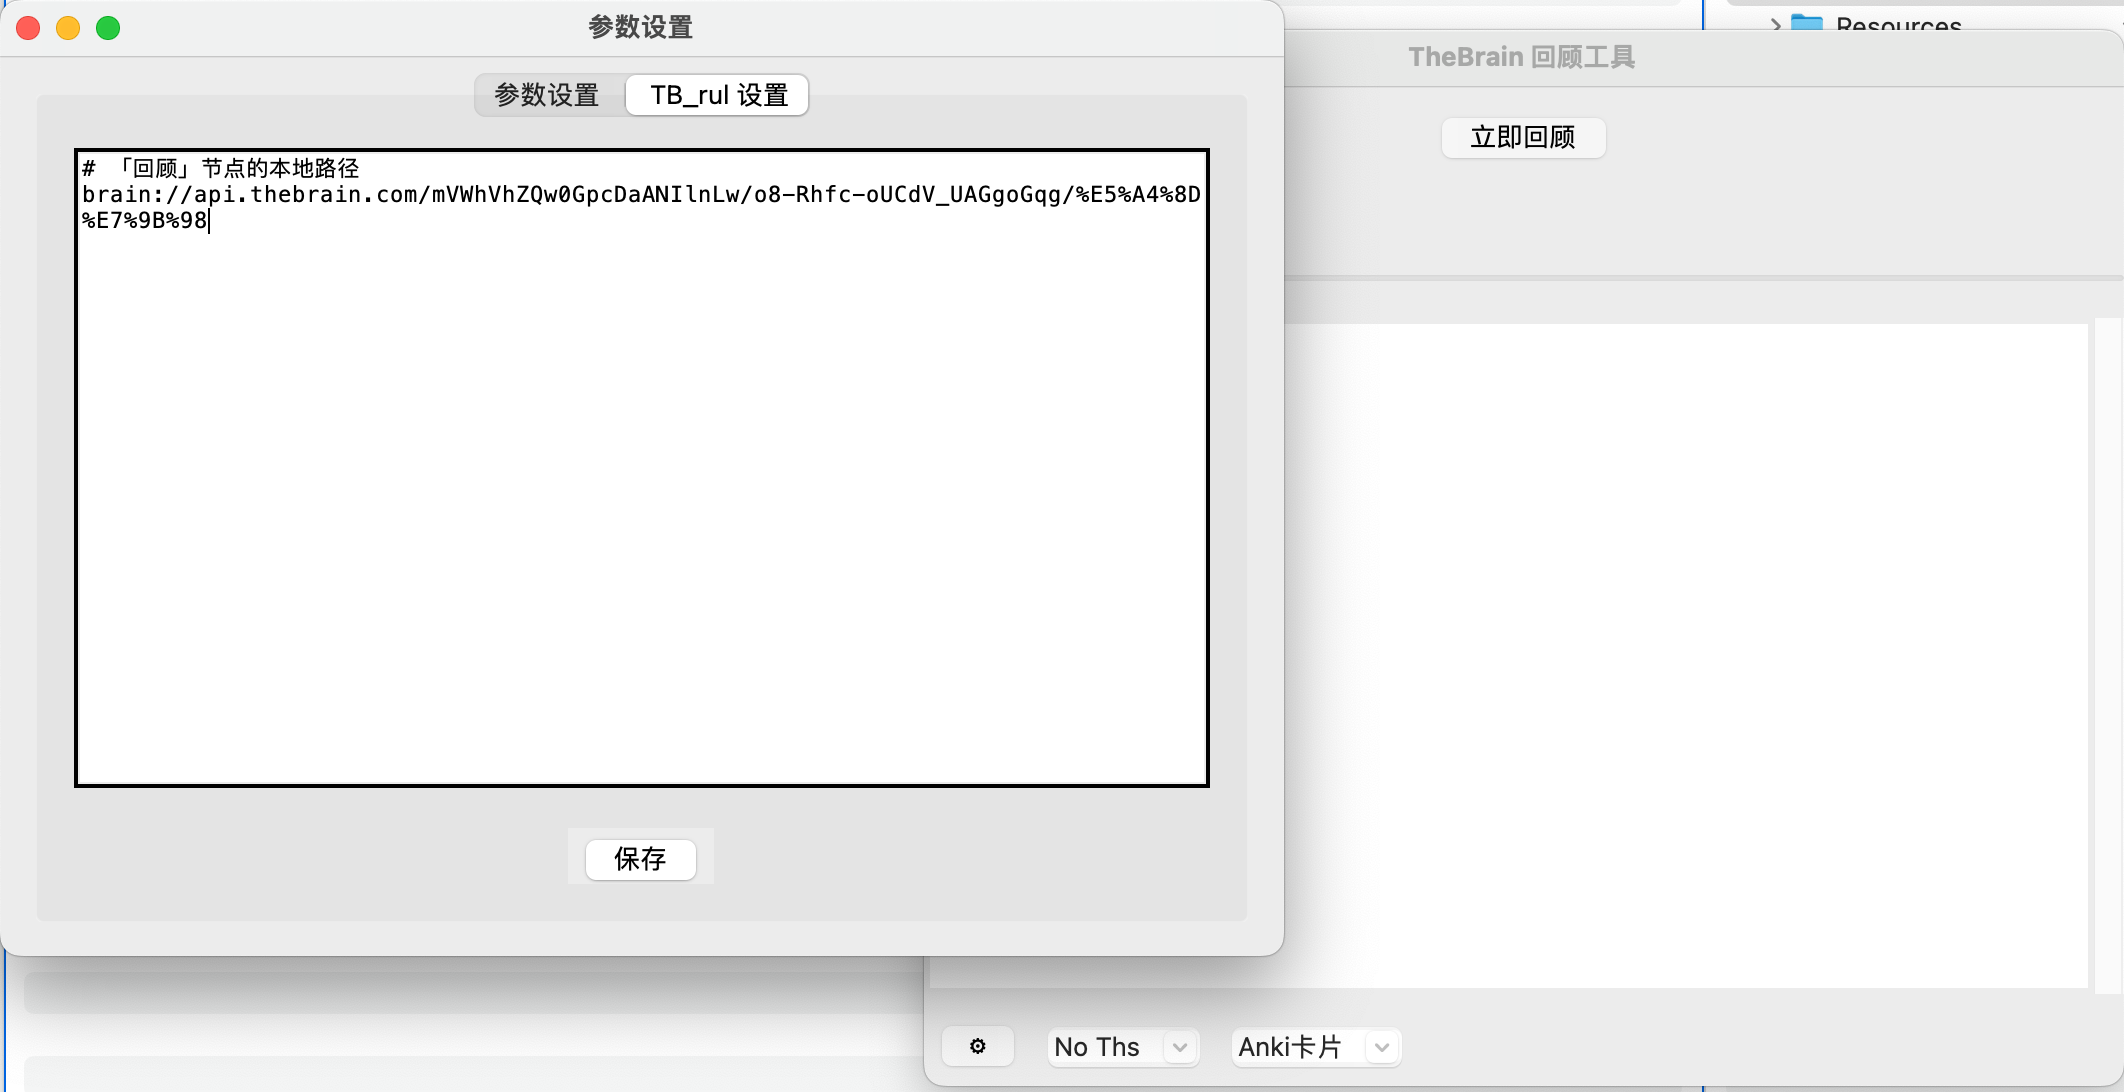 参数设置
参数设置
TB_rul 设置
# 「回顾」节点的本地路径
brain://api.thebrain.com/mVWhVhZQw0GpcDaANIlnLw/o8-Rhfc-oUCdV_UAGgoGqg/%E5%A4%8D
%E7%9B%98
保存
Resources
TheBrain 回顾工具
立即回顾
No Ths
Anki卡片